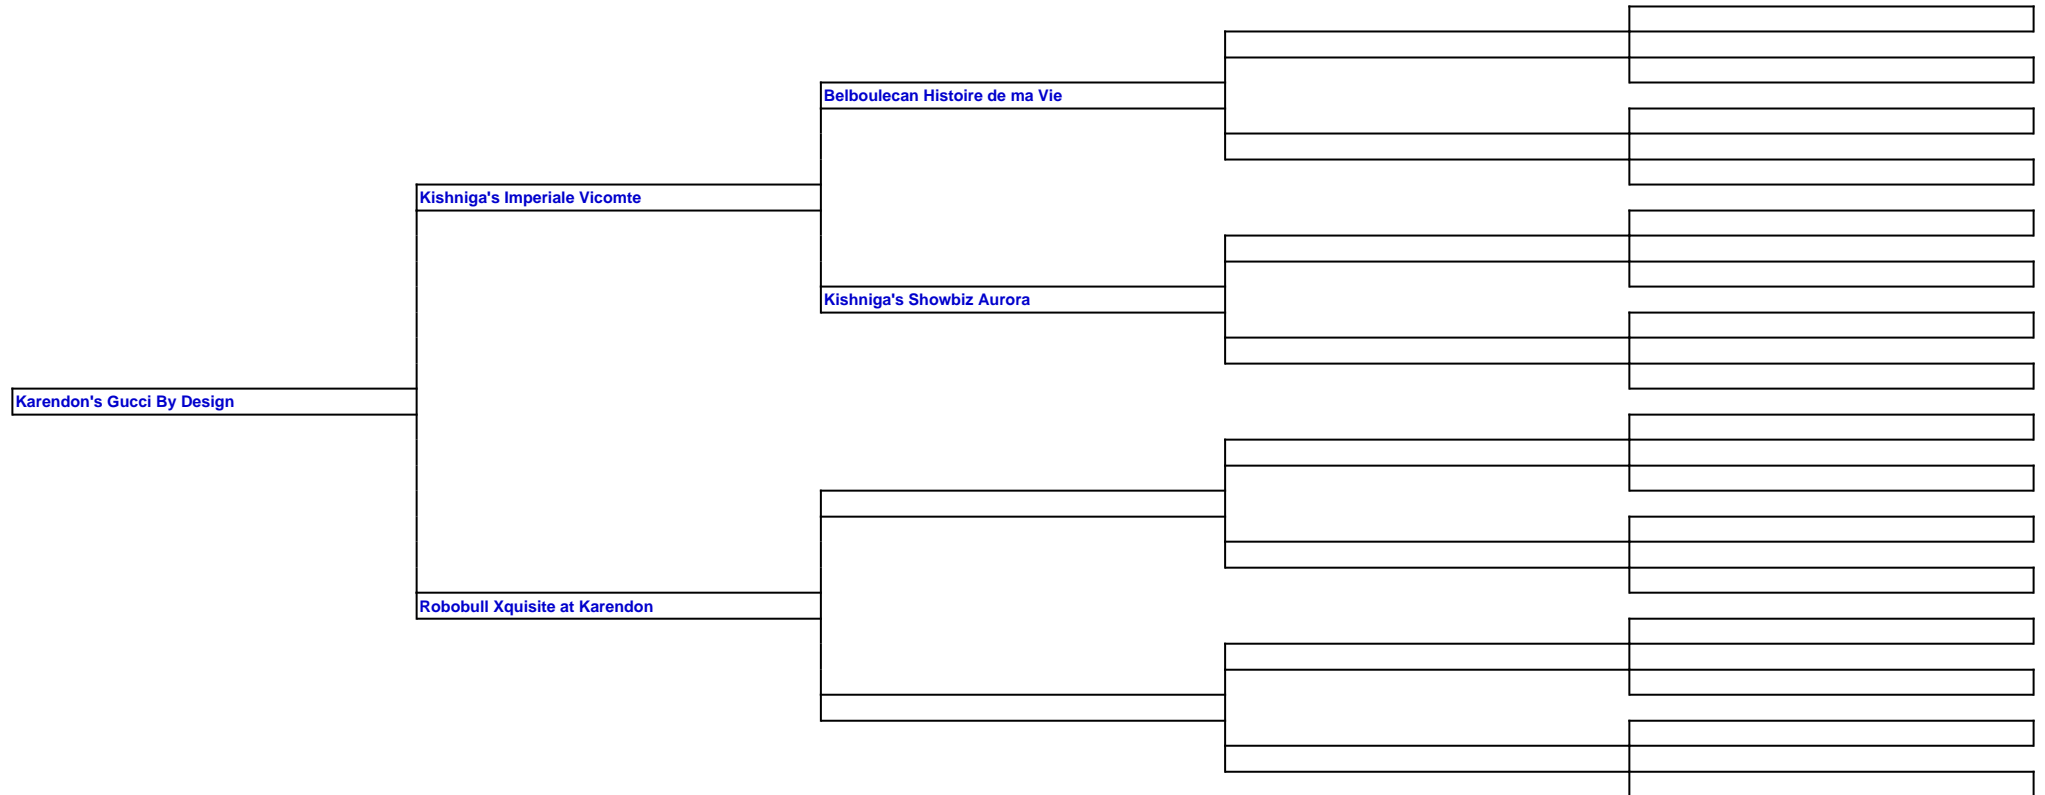 Belboulecan Histoire de ma Vie
Kishniga's Imperiale Vicomte
Kishniga's Showbiz Aurora
Karendon's Gucci By Design
Robobull Xquisite at Karendon